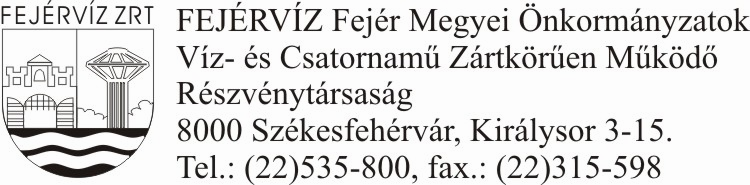 FEJÉRVÍZ ZRT
FEJÉRVÍZ Fejér Megyei Önkormányzatok
Víz- és Csatornamű Zártkörűen Működő
Részvénytársaság
8000 Székesfehérvár, Királysor 3-15.
Tel.: (22)535-800, fax.: (22)315-598